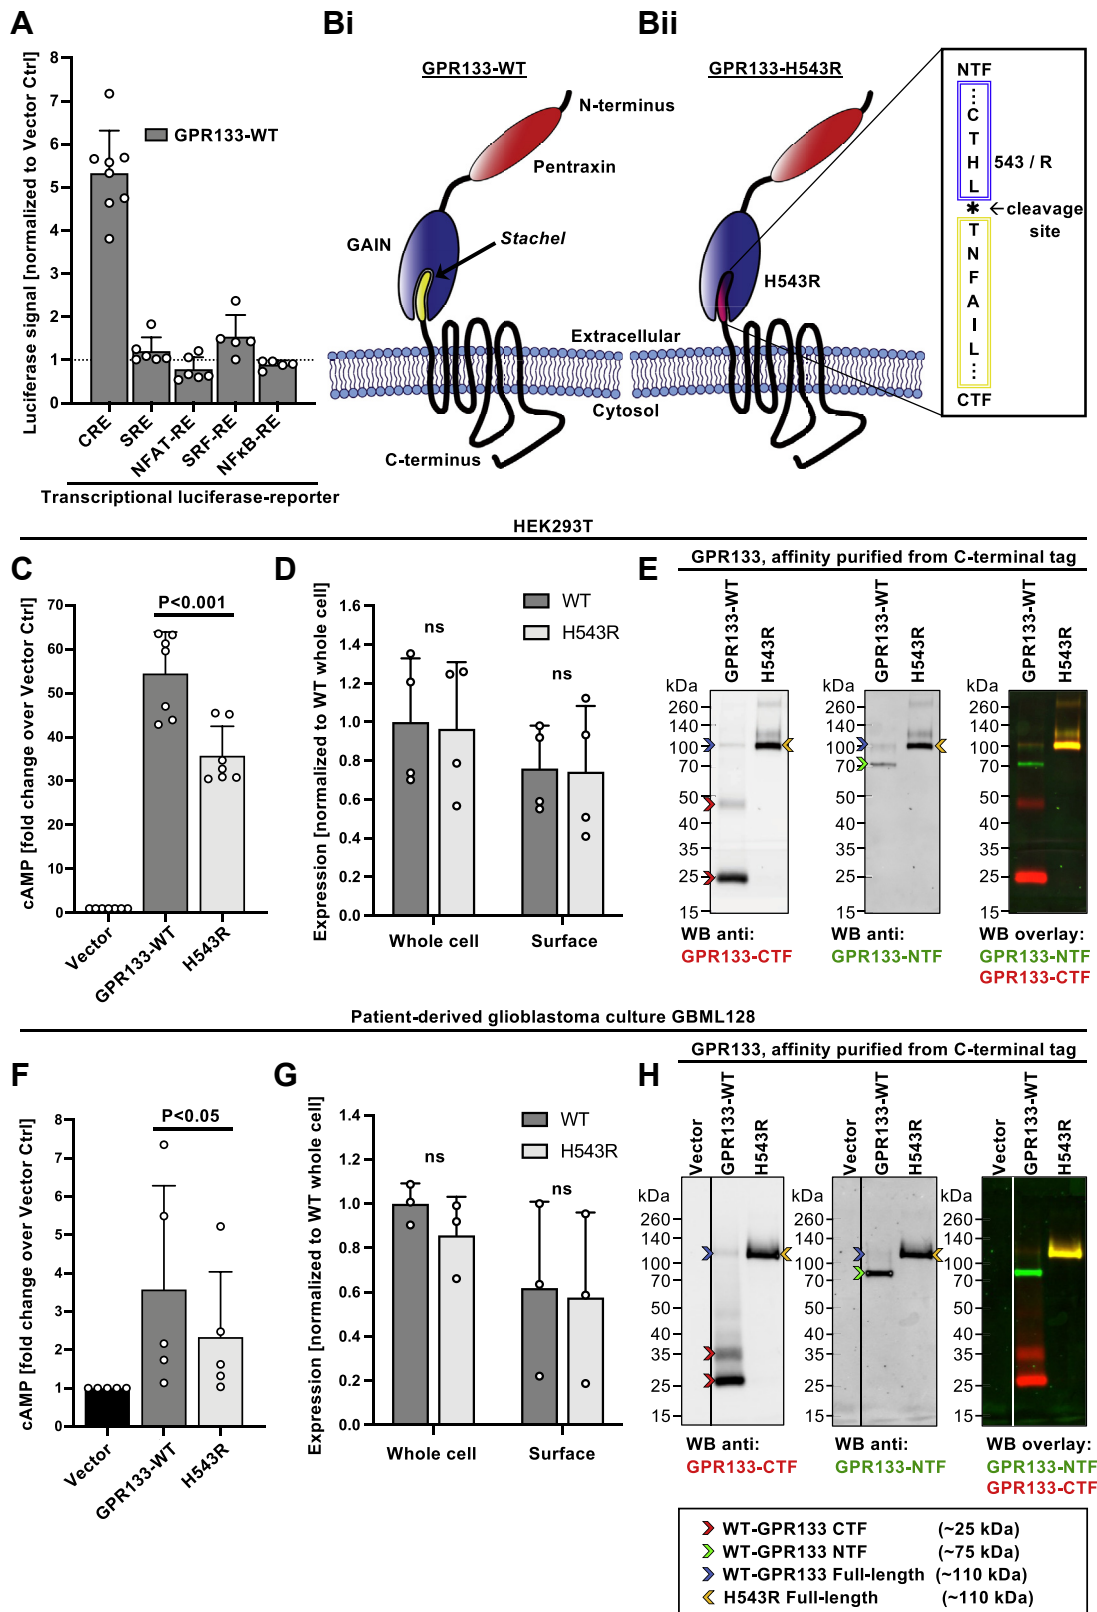 A
Luciferase signal [normalized to Vector Ctrl]
8
7
6
5
4
3
2
1
0
GPR133-WT
CRE
SRE
NFAT-RE
SRF-RE
NFκB-RE
Transcriptional luciferase-reporter
Bi
GPR133-WT
N-terminus
Pentraxin
GAIN
Stachel
Extracellular
Cytosol
C-terminus
Bii
GPR133-H543R
H543R
NTF
⋮
C
T
H
L
543 / R
*
←cleavage
site
T
N
F
A
I
L
⋮
CTF
HEK293T
C
cAMP [fold change over Vector Ctrl]
70
60
50
40
30
20
10
0
P<0.001
Vector
GPR133-WT
H543R
D
Expression [normalized to WT whole cell]
1.6
1.4
1.2
1.0
0.8
0.6
0.4
0.2
0.0
WT
H543R
ns
ns
Whole cell
Surface
E
GPR133, affinity purified from C-terminal tag
GPR133-WT
H543R
kDa
260
140
100
70
50
40
35
25
15
WB anti:
GPR133-CTF
GPR133-WT
H543R
kDa
260
140
100
70
50
40
35
25
15
WB anti:
GPR133-NTF
GPR133-WT
H543R
kDa
260
140
100
70
50
40
35
25
15
WB overlay:
GPR133-NTF
GPR133-CTF
Patient-derived glioblastoma culture GBML128
F
cAMP [fold change over Vector Ctrl]
8
7
6
5
4
3
2
1
0
P<0.05
Vector
GPR133-WT
H543R
G
Expression [normalized to WT whole cell]
1.4
1.2
1.0
0.8
0.6
0.4
0.2
0.0
WT
H543R
ns
ns
Whole cell
Surface
H
GPR133, affinity purified from C-terminal tag
Vector
GPR133-WT
H543R
kDa
260
140
100
70
50
40
35
25
15
WB anti:
GPR133-CTF
Vector
GPR133-WT
H543R
kDa
260
140
100
70
50
40
35
25
15
WB anti:
GPR133-NTF
Vector
GPR133-WT
H543R
kDa
260
140
100
70
50
40
35
25
15
WB overlay:
GPR133-NTF
GPR133-CTF
WT-GPR133 CTF (~25 kDa)
WT-GPR133 NTF (~75 kDa)
WT-GPR133 Full-length (~110 kDa)
H543R Full-length (~110 kDa)